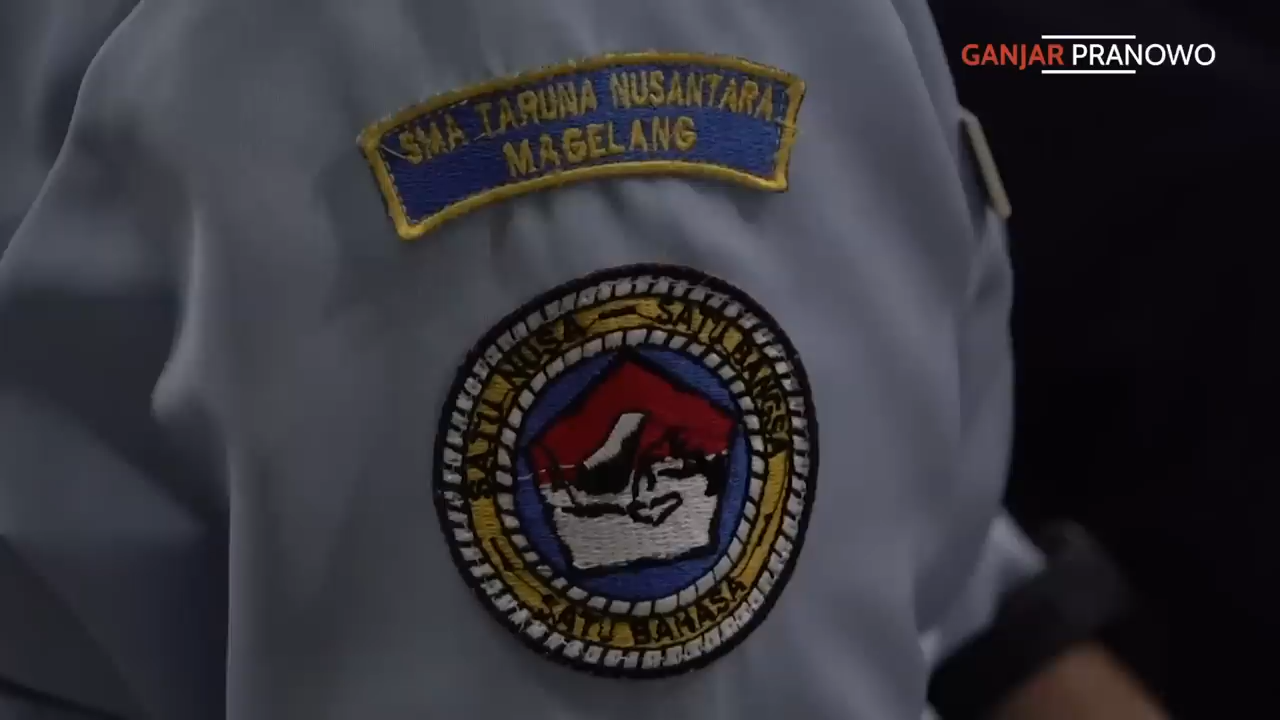 GANJAR PRANOWO
SMA TARUNA NUSANTARA
MAGELANG
SATU NUSA — SATU BANGSA
SATU BAHASA